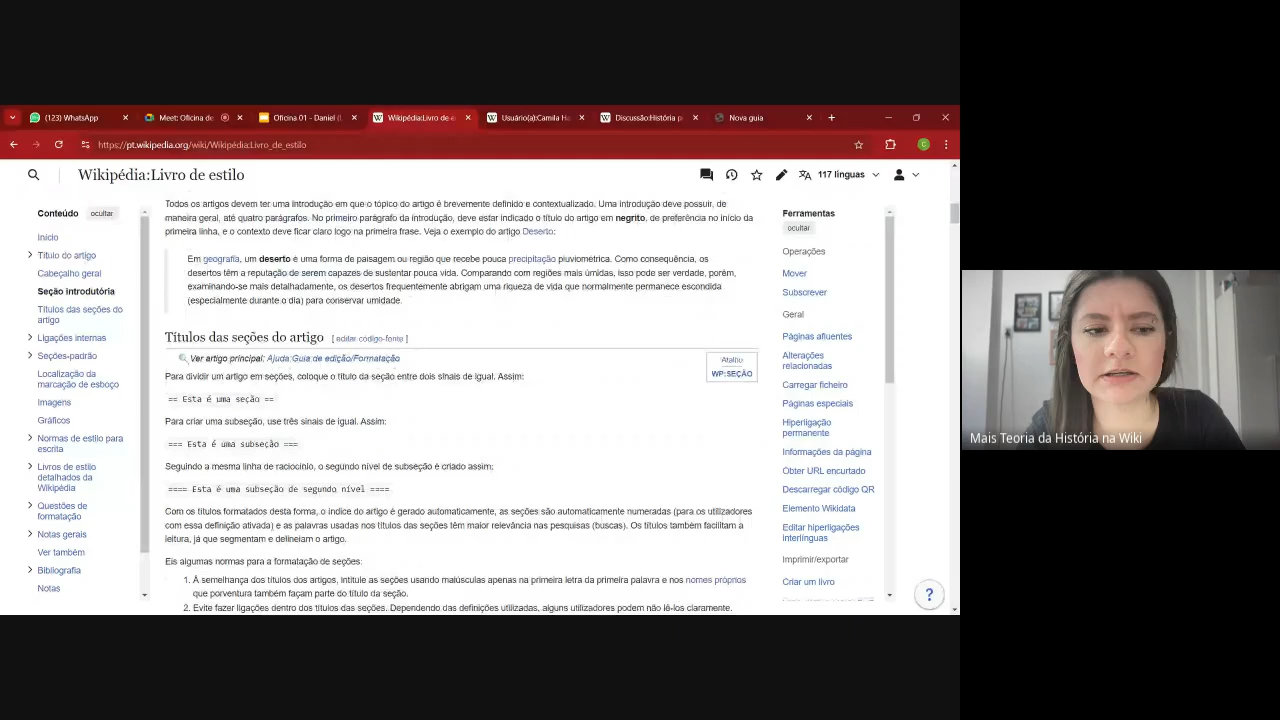 (123) WhatsApp
Meet: Oficina de
Oficina 01 - Daniel (
Wikipédia:Livro de e
Usuário(a):Camila Ha
Discussão:História p
Nova guia
https://pt.wikipedia.org/wiki/Wikipédia:Livro_de_estilo
C
Wikipédia:Livro de estilo
117 línguas
Conteúdo
ocultar
Início
Título do artigo
Cabeçalho geral
Seção introdutória
Títulos das seções do
artigo
Ligações internas
Seções-padrão
Localização da
marcação de esboço
Imagens
Gráficos
Normas de estilo para
escrita
Livros de estilo
detalhados da
Wikipédia
Questões de
formatação
Notas gerais
Ver também
Bibliografia
Notas
Todos os artigos devem ter uma introdução em que o tópico do artigo é brevemente definido e contextualizado. Uma introdução deve possuir, de
maneira geral, até quatro parágrafos. No primeiro parágrafo da introdução, deve estar indicado o título do artigo em negrito, de preferência no início da
primeira linha, e o contexto deve ficar claro logo na primeira frase. Veja o exemplo do artigo Deserto:
Em geografia, um deserto é uma forma de paisagem ou região que recebe pouca precipitação pluviométrica. Como consequência, os
desertos têm a reputação de serem capazes de sustentar pouca vida. Comparando com regiões mais úmidas, isso pode ser verdade, porém,
examinando-se mais detalhadamente, os desertos frequentemente abrigam uma riqueza de vida que normalmente permanece escondida
(especialmente durante o dia) para conservar umidade.
Títulos das seções do artigo [ editar código-fonte ]
Ver artigo principal: Ajuda:Guia de edição/Formatação
Atalho
WP:SEÇÃO
Para dividir um artigo em seções, coloque o título da seção entre dois sinais de igual. Assim:
== Esta é uma seção ==
Para criar uma subseção, use três sinais de igual. Assim:
=== Esta é uma subseção ===
Seguindo a mesma linha de raciocínio, o segundo nível de subseção é criado assim:
==== Esta é uma subseção de segundo nível ====
Com os títulos formatados desta forma, o índice do artigo é gerado automaticamente, as seções são automaticamente numeradas (para os utilizadores
com essa definição ativada) e as palavras usadas nos títulos das seções têm maior relevância nas pesquisas (buscas). Os títulos também facilitam a
leitura, já que segmentam e delineiam o artigo.
Eis algumas normas para a formatação de seções:
1. À semelhança dos títulos dos artigos, intitule as seções usando maiúsculas apenas na primeira letra da primeira palavra e nos nomes próprios
que porventura também façam parte do título da seção.
2. Evite fazer ligações dentro dos títulos das seções. Dependendo das definições utilizadas, alguns utilizadores podem não lê-los claramente.
Ferramentas
ocultar
Operações
Mover
Subscrever
Geral
Páginas afluentes
Alterações
relacionadas
Carregar ficheiro
Páginas especiais
Hiperligação
permanente
Informações da página
Obter URL encurtado
Descarregar código QR
Elemento Wikidata
Editar hiperligações
interlínguas
Imprimir/exportar
Criar um livro
?
Mais Teoria da História na Wiki